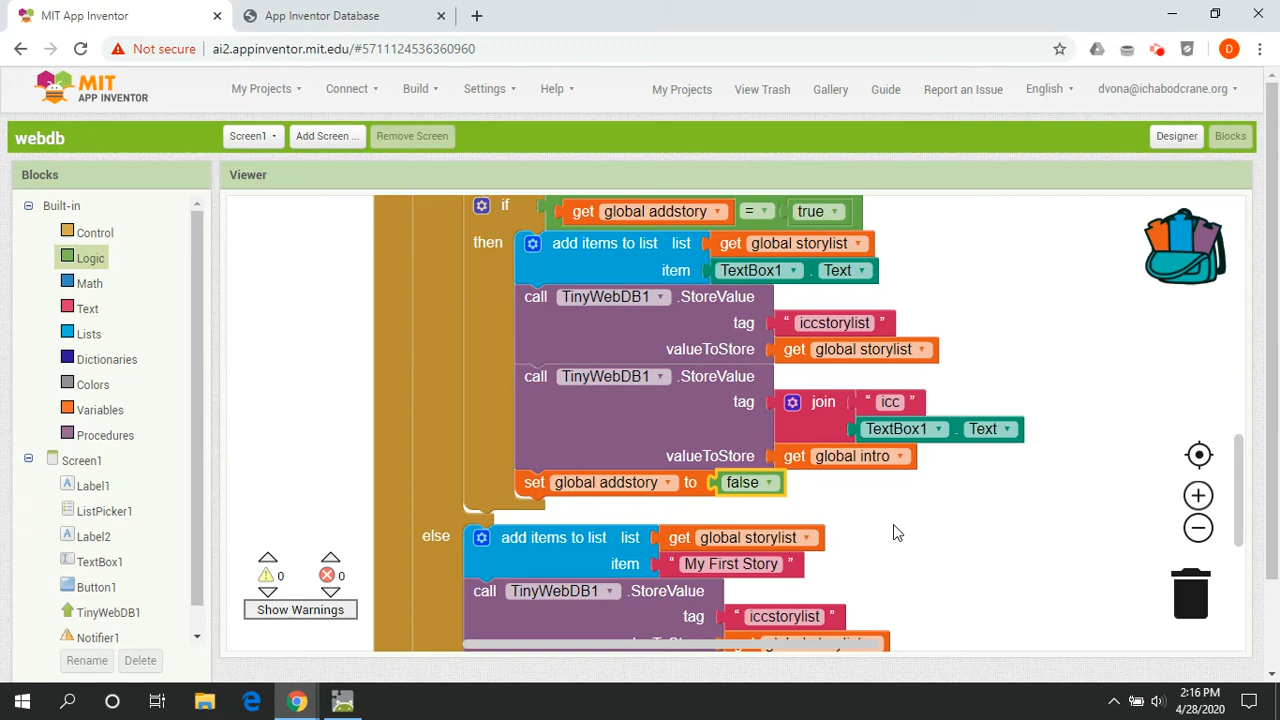 MIT App Inventor
App Inventor Database
Not secure
ai2.appinventor.mit.edu/#5711124536360960
D
MIT
APP INVENTOR
My Projects Connect Build Settings Help My Projects View Trash Gallery Guide Report an Issue English dvona@ichabodcrane.org
webdb
Screen1 Add Screen ... Remove Screen Designer Blocks
Blocks
Viewer
Built-in
Control
Logic
Math
Text
Lists
Dictionaries
Colors
Variables
Procedures
Screen1
Label1
ListPicker1
Label2
TextBox1
Button1
TinyWebDB1
Notifier1
Rename Delete
if get global addstory = true
then add items to list list get global storylist
item TextBox1 . Text
call TinyWebDB1 .StoreValue
tag “ iccstorylist ”
valueToStore get global storylist
call TinyWebDB1 .StoreValue
tag join “ icc ”
TextBox1 . Text
valueToStore get global intro
set global addstory to false
else add items to list list get global storylist
item “ My First Story ”
call TinyWebDB1 .StoreValue
tag “ iccstorylist ”
0 0
Show Warnings
2:16 PM
4/28/2020